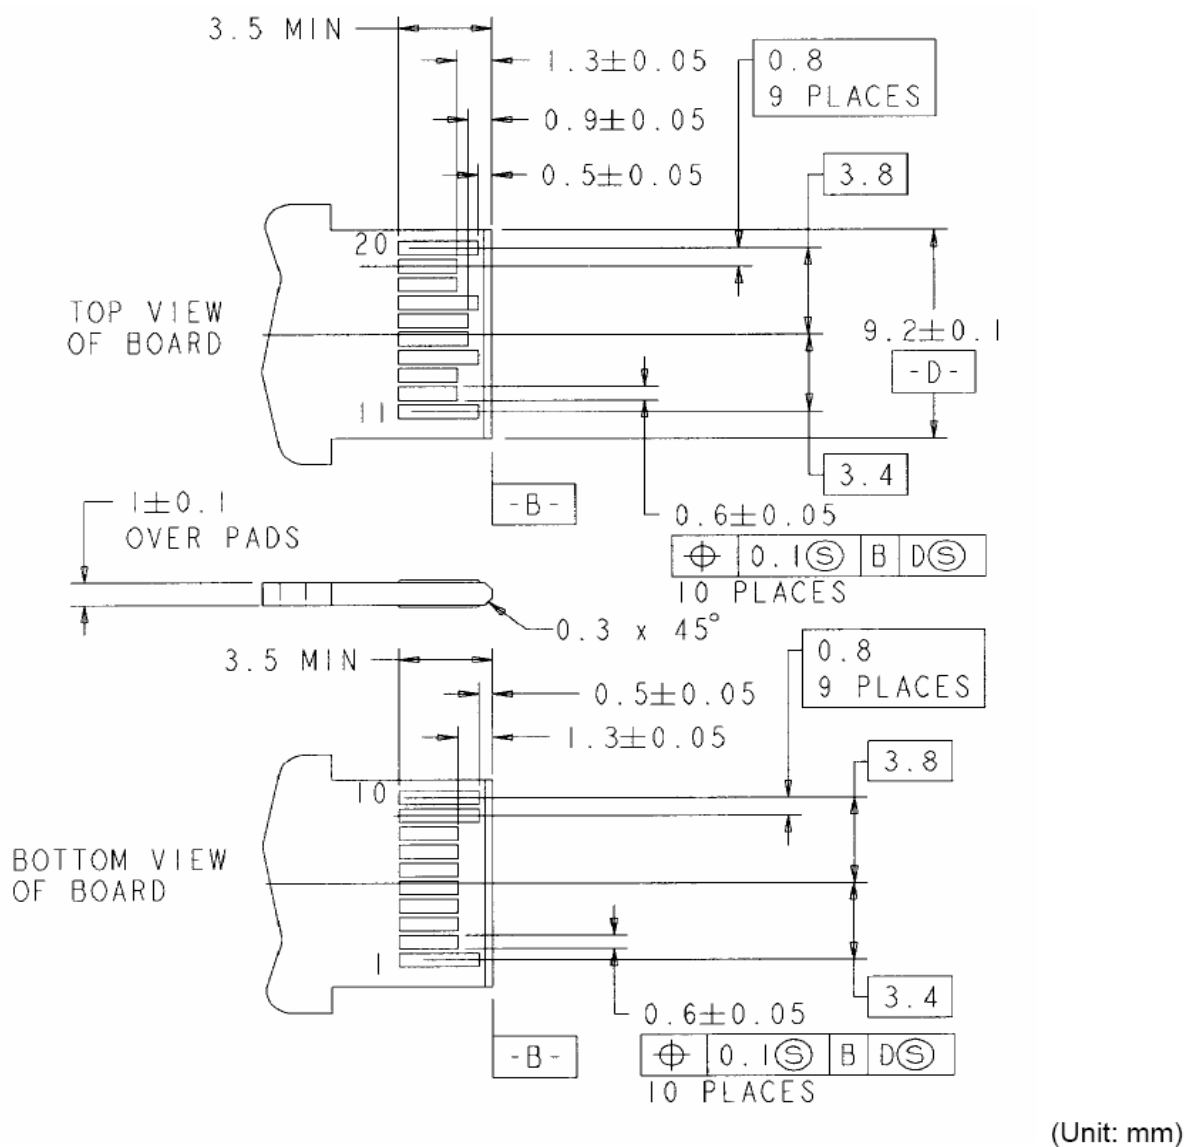 3.5 MIN
1.3±0.05
0.8
9 PLACES
0.9±0.05
0.5±0.05
3.8
20
TOP VIEW
OF BOARD
9.2±0.1
-D-
11
3.4
-B-
1±0.1
OVER PADS
0.6±0.05
⌖ 0.1Ⓢ B DⓈ
10 PLACES
0.3 x 45°
3.5 MIN
0.8
9 PLACES
0.5±0.05
1.3±0.05
3.8
10
BOTTOM VIEW
OF BOARD
1
3.4
0.6±0.05
-B-
⌖ 0.1Ⓢ B DⓈ
10 PLACES
(Unit: mm)